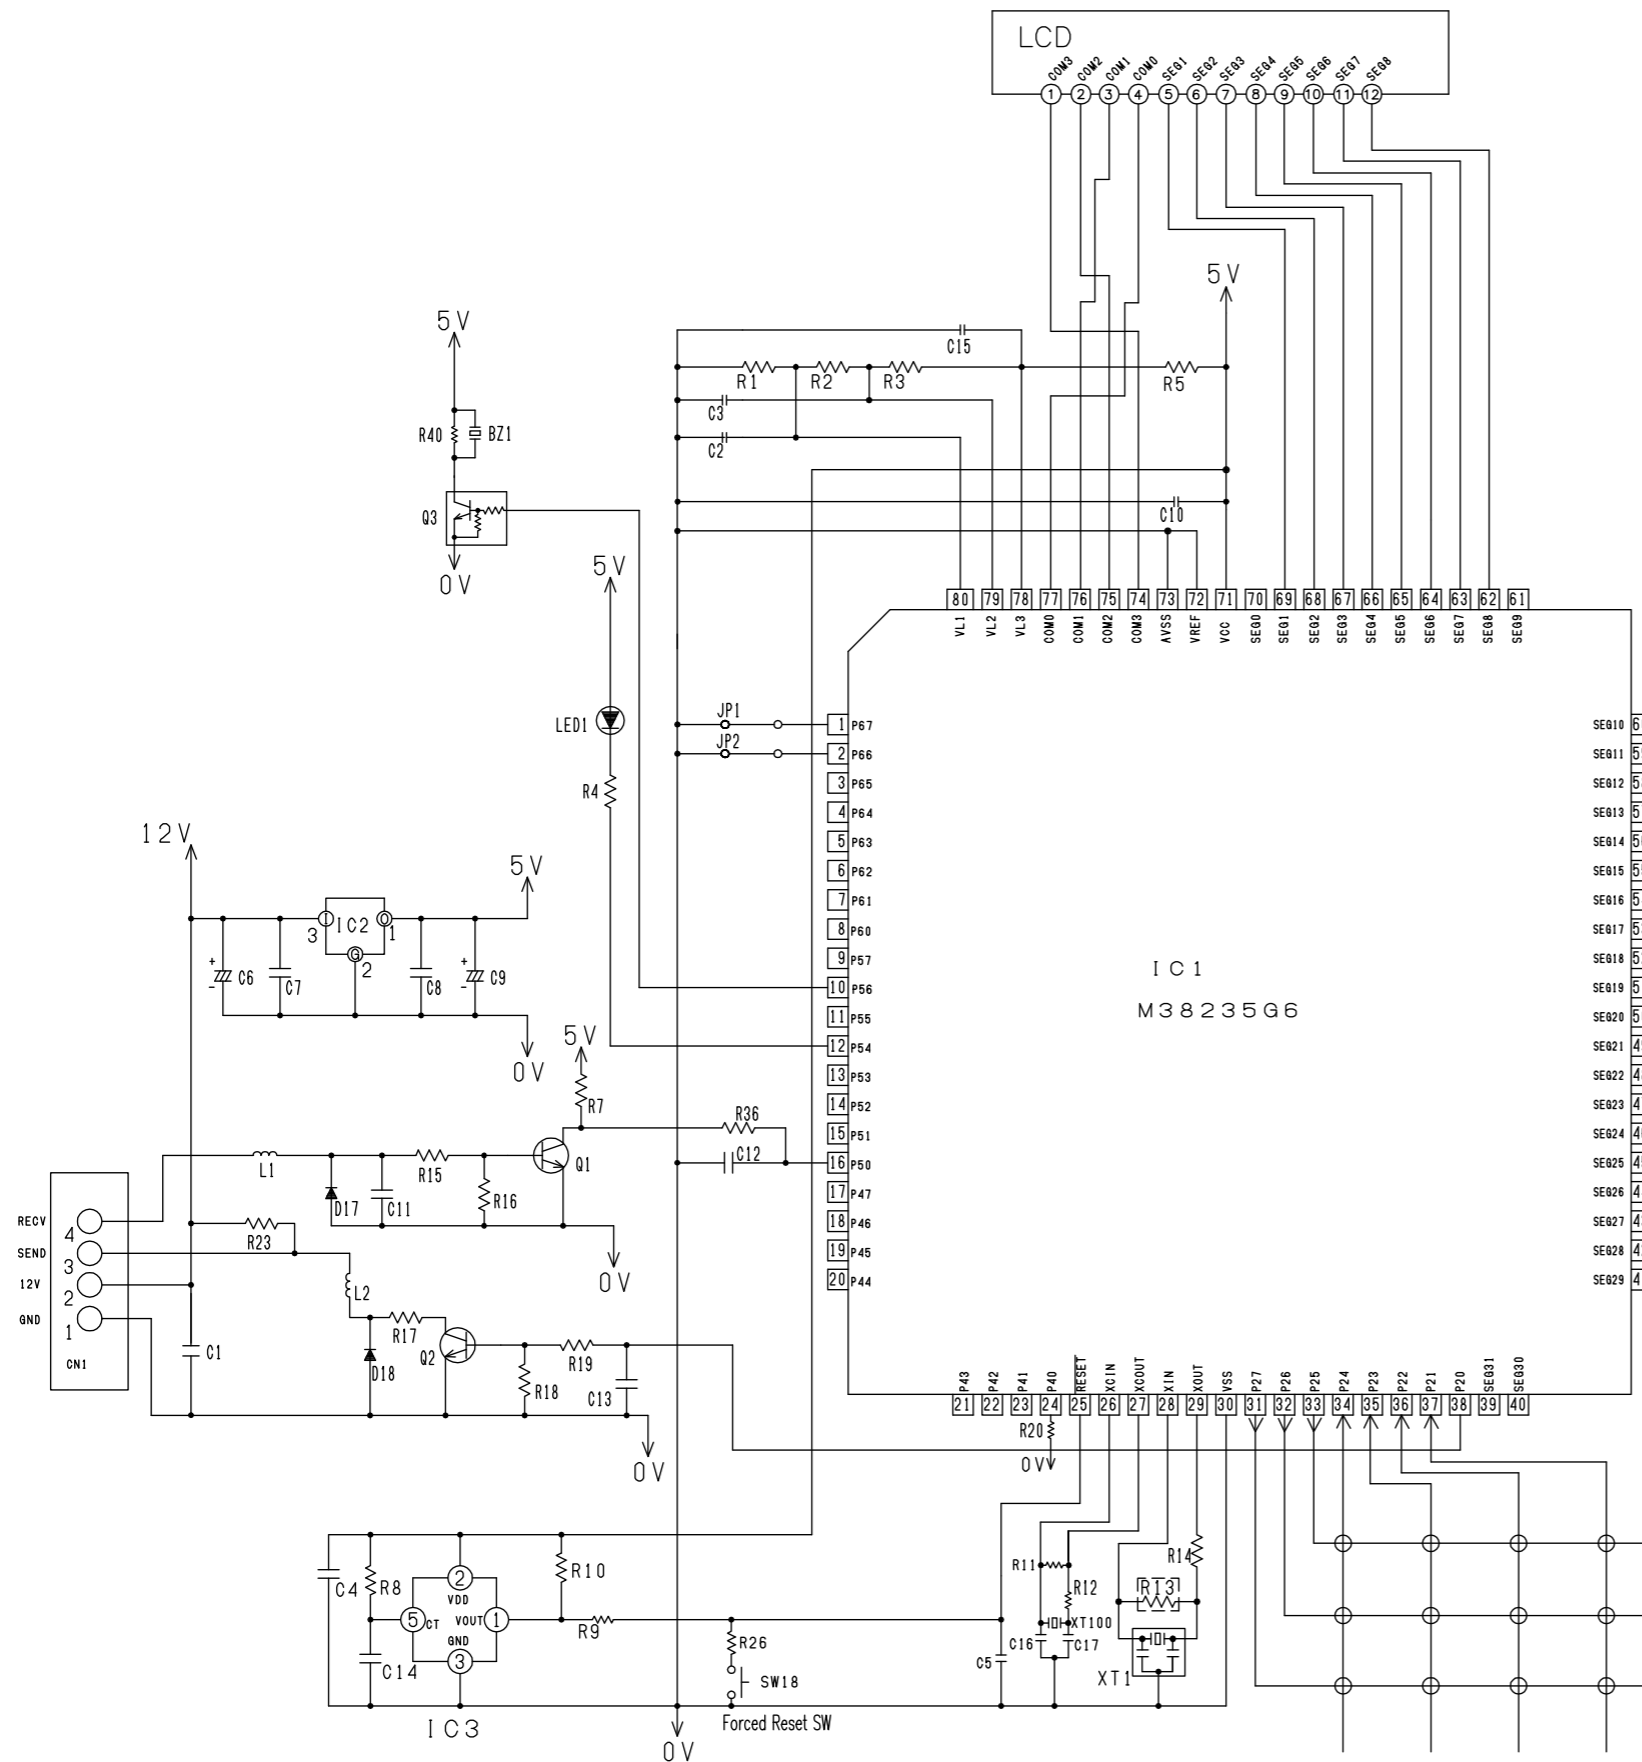 LCD
COM3 COM2 COM1 COM0 SEG1 SEG2 SEG3 SEG4 SEG5 SEG6 SEG7 SEG8
1 2 3 4 5 6 7 8 9 10 11 12
5V
5V
C15
R1 R2 R3 R5
C3
R40 BZ1
C2
Q3
C10
0V
5V
80 79 78 77 76 75 74 73 72 71 70 69 68 67 66 65 64 63 62 61
VL1 VL2 VL3 COM0 COM1 COM2 COM3 AVSS VREF VCC SEG0 SEG1 SEG2 SEG3 SEG4 SEG5 SEG6 SEG7 SEG8 SEG9
LED1
JP1
1 P67 SEG10
JP2
2 P66 SEG11
3 P65 SEG12
R4
4 P64 SEG13
12V
5 P63 SEG14
5V
6 P62 SEG15
7 P61 SEG16
I IC2 O
3 1
8 P60 SEG17
G
2
9 P57 SEG18
+ - C6 C7 C8 + - C9
IC1
10 P56 SEG19
M38235G6
11 P55 SEG20
5V
12 P54 SEG21
0V
13 P53 SEG22
R7
14 P52 SEG23
R36
15 P51 SEG24
C12
16 P50 SEG25
L1 R15 Q1
17 P47 SEG26
D17 C11 R16
RECV 4
18 P46 SEG27
R23
SEND 3
19 P45 SEG28
0V
12V 2
20 P44 SEG29
L2
GND 1
R17
CN1
C1
Q2
D18
R19
R18
C13
P43 P42 P41 P40 RESET XCIN XCOUT XIN XOUT VSS P27 P26 P25 P24 P23 P22 P21 P20 SEG31 SEG30
21 22 23 24 25 26 27 28 29 30 31 32 33 34 35 36 37 38 39 40
R20
0V
0V
R10
R11
R14
C4 R8
2
VDD
R12
R13
5 CT VOUT 1
R9
XT100
GND
3
R26
C16 C17
C14
C5
SW18
XT1
IC3
Forced Reset SW
0V